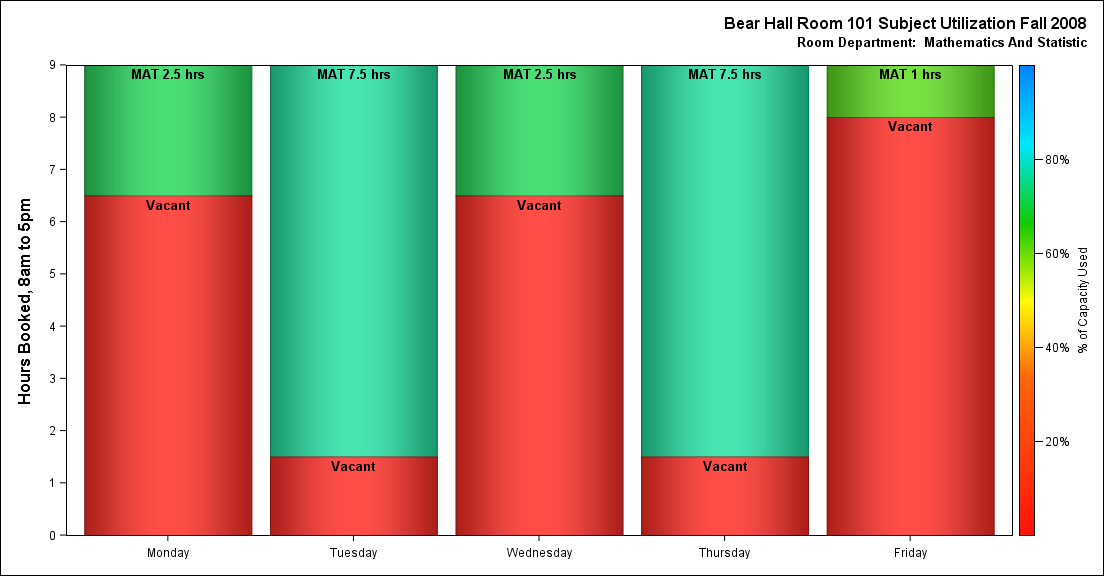 Bear Hall Room 101 Subject Utilization Fall 2008
Room Department:  Mathematics And Statistic
Hours Booked, 8am to 5pm
9
8
7
6
5
4
3
2
1
0
MAT 2.5 hrs
Vacant
MAT 7.5 hrs
Vacant
MAT 2.5 hrs
Vacant
MAT 7.5 hrs
Vacant
MAT 1 hrs
Vacant
Monday
Tuesday
Wednesday
Thursday
Friday
80%
60%
40%
20%
% of Capacity Used